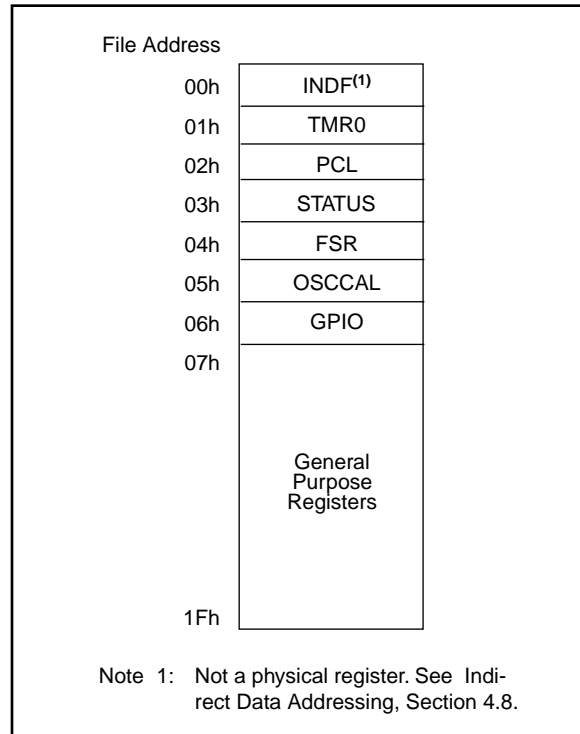 File Address
00h INDF(1)
01h TMR0
02h PCL
03h STATUS
04h FSR
05h OSCCAL
06h GPIO
07h
General
Purpose
Registers
1Fh
Note 1: Not a physical register. See Indi-
rect Data Addressing, Section 4.8.